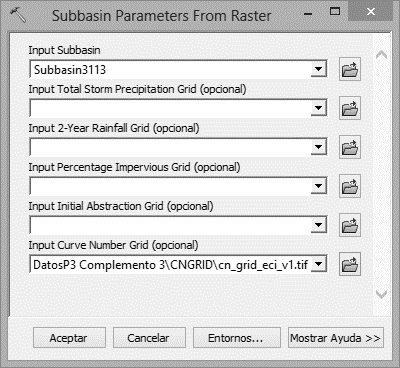 Subbasin Parameters From Raster
Input Subbasin
Subbasin3113
Input Total Storm Precipitation Grid (opcional)
Input 2-Year Rainfall Grid (opcional)
Input Percentage Impervious Grid (opcional)
Input Initial Abstraction Grid (opcional)
Input Curve Number Grid (opcional)
DatosP3 Complemento 3\CNGRID\cn_grid_eci_v1.tif
Aceptar Cancelar Entornos... Mostrar Ayuda >>